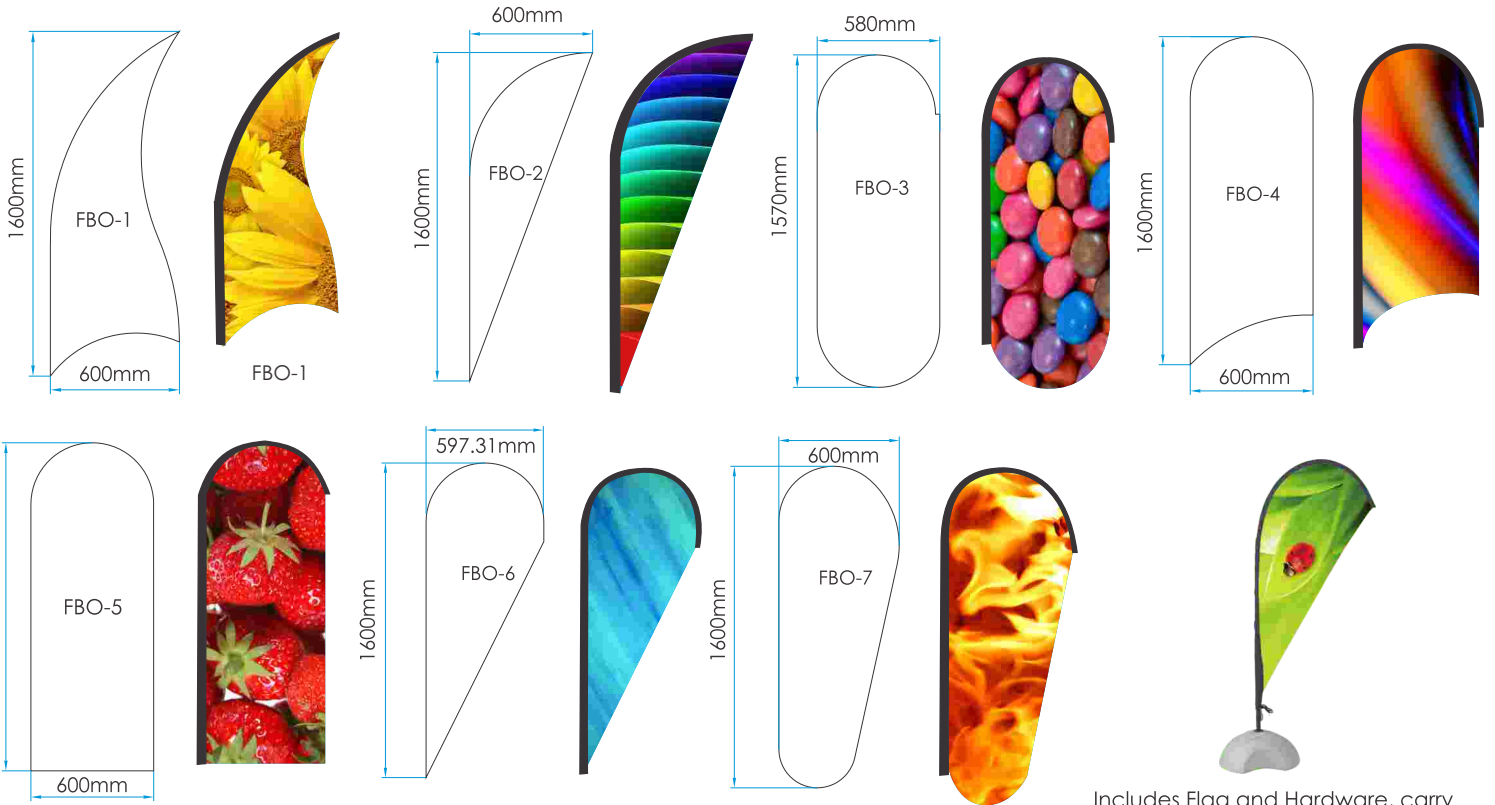 600mm
580mm
1600mm
FBO-1
FBO-1
600mm
1600mm
FBO-2
1570mm
FBO-3
1600mm
FBO-4
600mm
FBO-5
600mm
597.31mm
1600mm
FBO-6
600mm
1600mm
FBO-7
Includes Flag and Hardware, carry